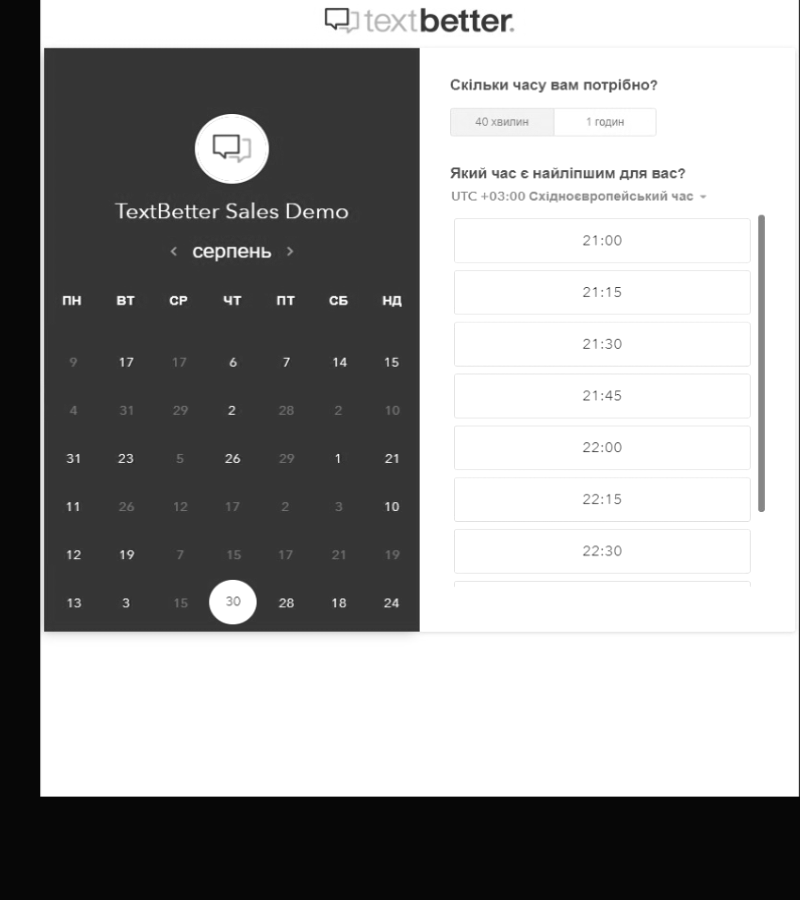 textbetter.
TextBetter Sales Demo
‹ серпень ›
ПН ВТ СР ЧТ ПТ СБ НД
9 17 17 6 7 14 15
4 31 29 2 28 2 10
31 23 5 26 29 1 21
11 26 12 17 2 3 10
12 19 7 15 17 21 19
13 3 15 30 28 18 24
Скільки часу вам потрібно?
40 хвилин 1 годин
Який час є найліпшим для вас?
UTC +03:00 Східноєвропейський час
21:00
21:15
21:30
21:45
22:00
22:15
22:30